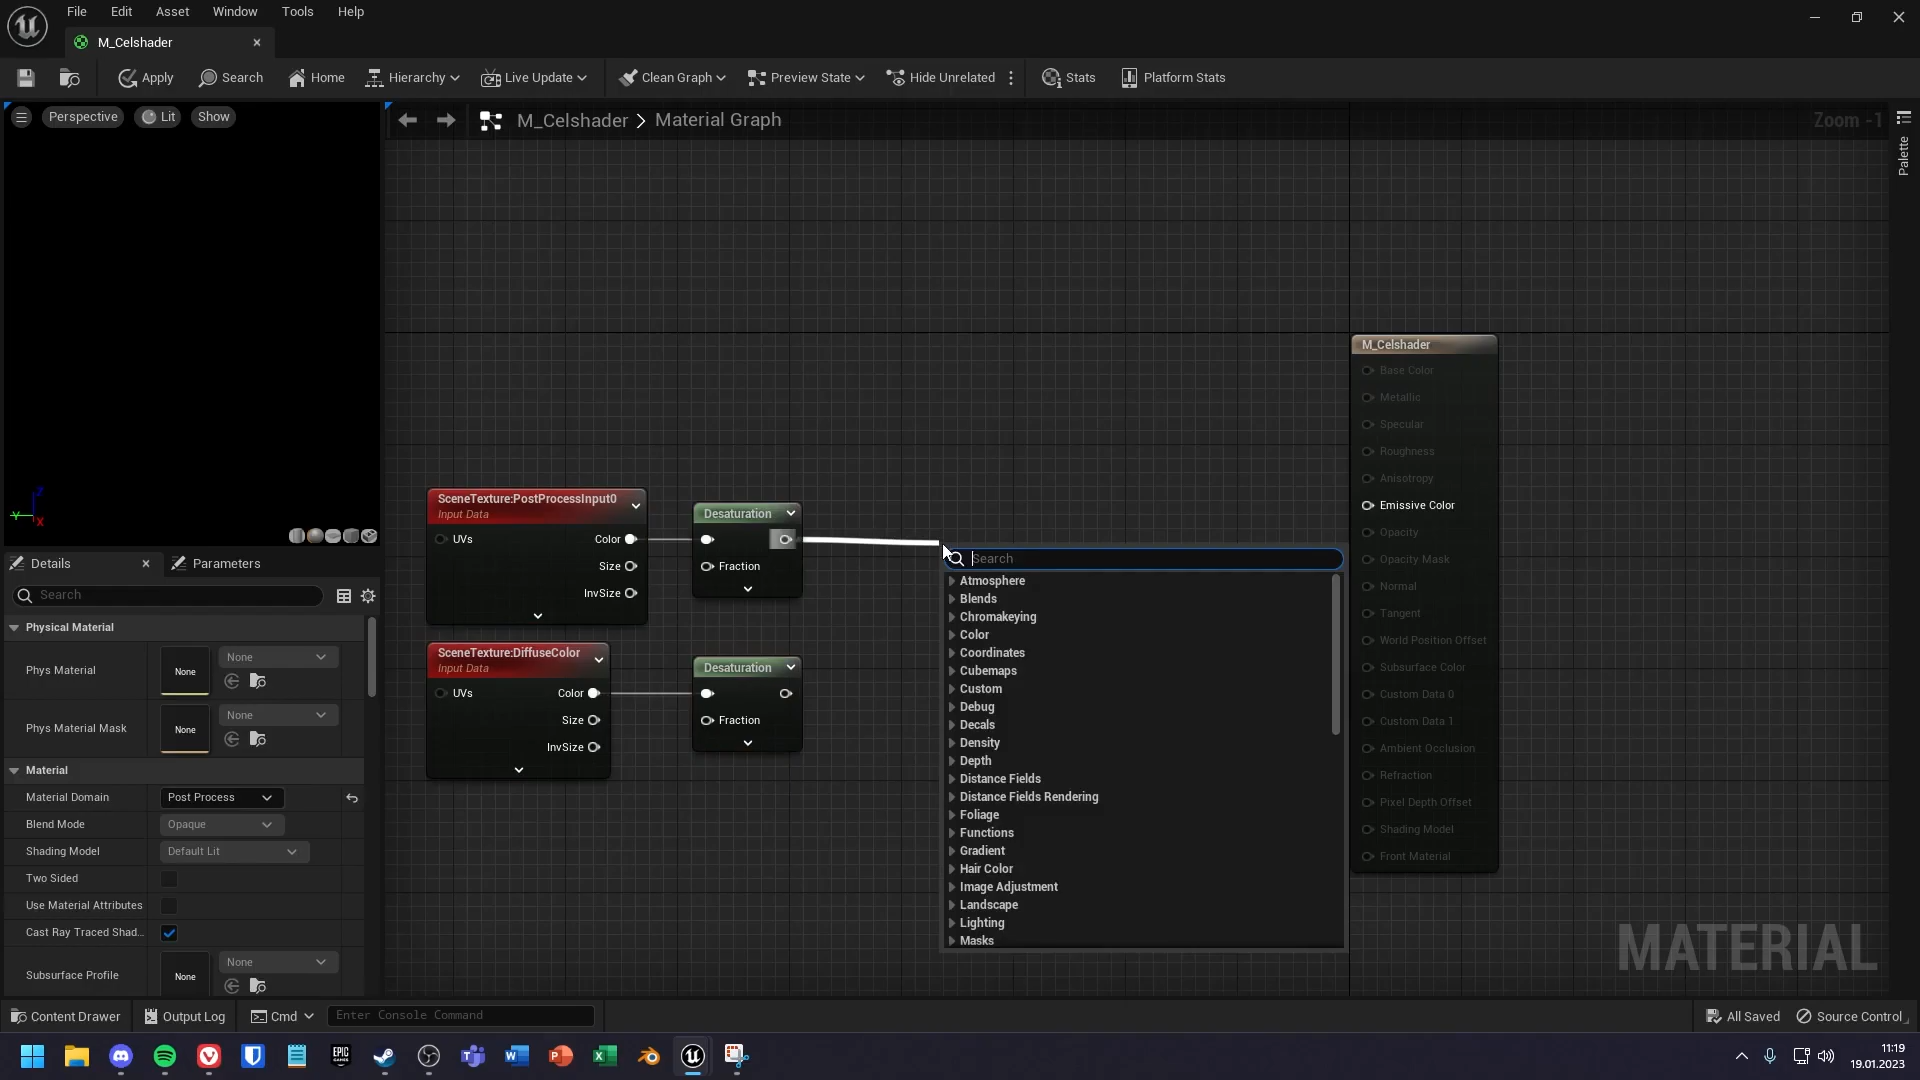 File Edit Asset Window Tools Help
M_Celshader
Apply Search Home Hierarchy Live Update Clean Graph Preview State Hide Unrelated Stats Platform Stats
Perspective Lit Show
M_Celshader > Material Graph
Zoom -1
Palette
M_Celshader
Base Color
Metallic
Specular
Roughness
Anisotropy
Emissive Color
Opacity
Opacity Mask
Normal
Tangent
World Position Offset
Subsurface Color
Custom Data 0
Custom Data 1
Ambient Occlusion
Refraction
Pixel Depth Offset
Shading Model
Front Material
SceneTexture:PostProcessInput0
Input Data
UVs Color
Size
InvSize
Desaturation
Fraction
SceneTexture:DiffuseColor
Input Data
UVs Color
Size
InvSize
Desaturation
Fraction
Search
Atmosphere
Blends
Chromakeying
Color
Coordinates
Cubemaps
Custom
Debug
Decals
Density
Depth
Distance Fields
Distance Fields Rendering
Foliage
Functions
Gradient
Hair Color
Image Adjustment
Landscape
Lighting
Masks
MATERIAL
Z
Y
X
Details Parameters
Search
Physical Material
Phys Material None None
Phys Material Mask None None
Material
Material Domain Post Process
Blend Mode Opaque
Shading Model Default Lit
Two Sided
Use Material Attributes
Cast Ray Traced Shad...
Subsurface Profile None None
Content Drawer Output Log Cmd Enter Console Command All Saved Source Control
EPIC GAMES
11:19
19.01.2023